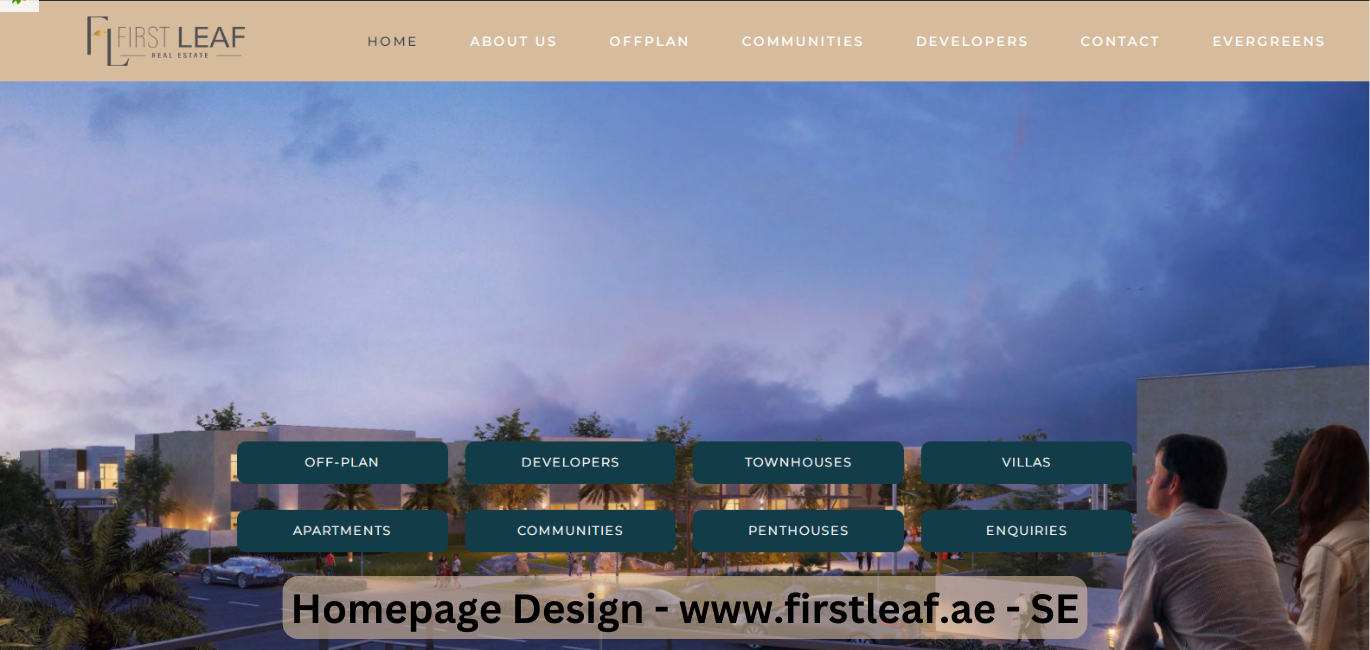 FL FIRST LEAF
REAL ESTATE
HOME ABOUT US OFFPLAN COMMUNITIES DEVELOPERS CONTACT EVERGREENS
OFF-PLAN DEVELOPERS TOWNHOUSES VILLAS
APARTMENTS COMMUNITIES PENTHOUSES ENQUIRIES
Homepage Design - www.firstleaf.ae - SE